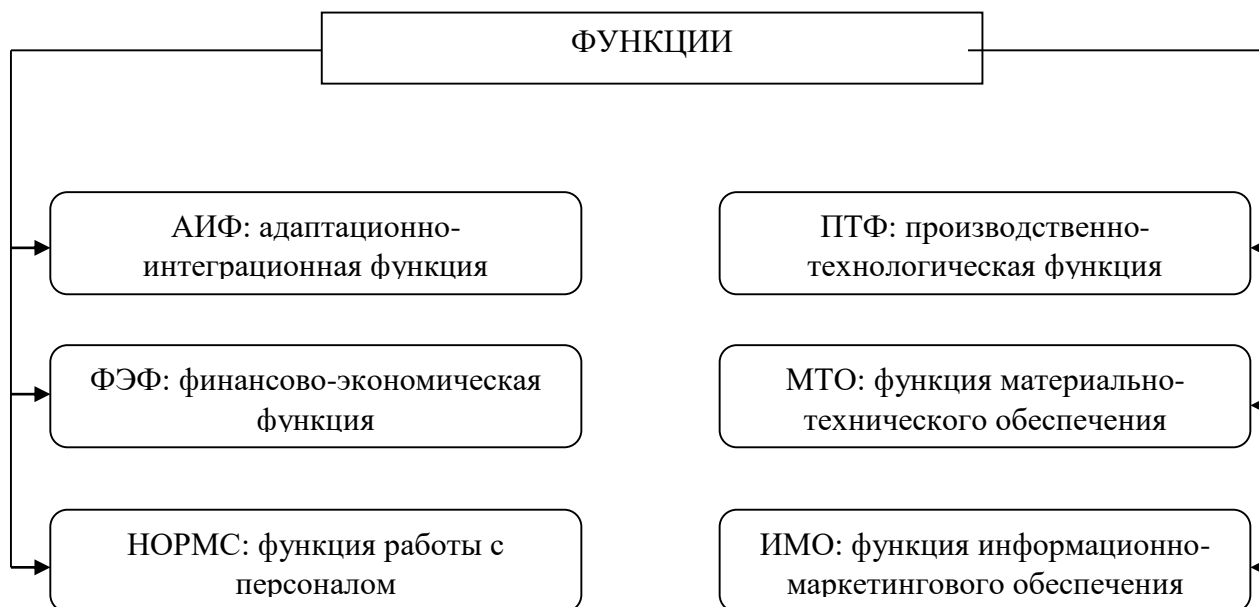 ФУНКЦИИ
АИФ: адаптационно-
интеграционная функция
ПТФ: производственно-
технологическая функция
ФЭФ: финансово-экономическая
функция
МТО: функция материально-
технического обеспечения
НОРМС: функция работы с
персоналом
ИМО: функция информационно-
маркетингового обеспечения